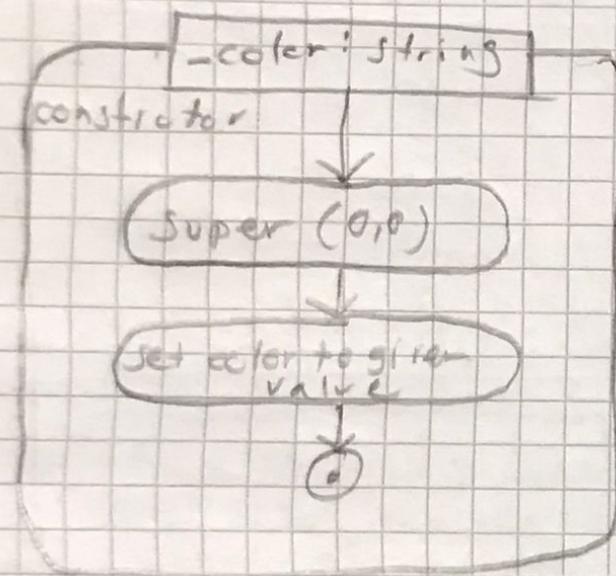 _color: string
constructor
super (0,0)
set color to given
value